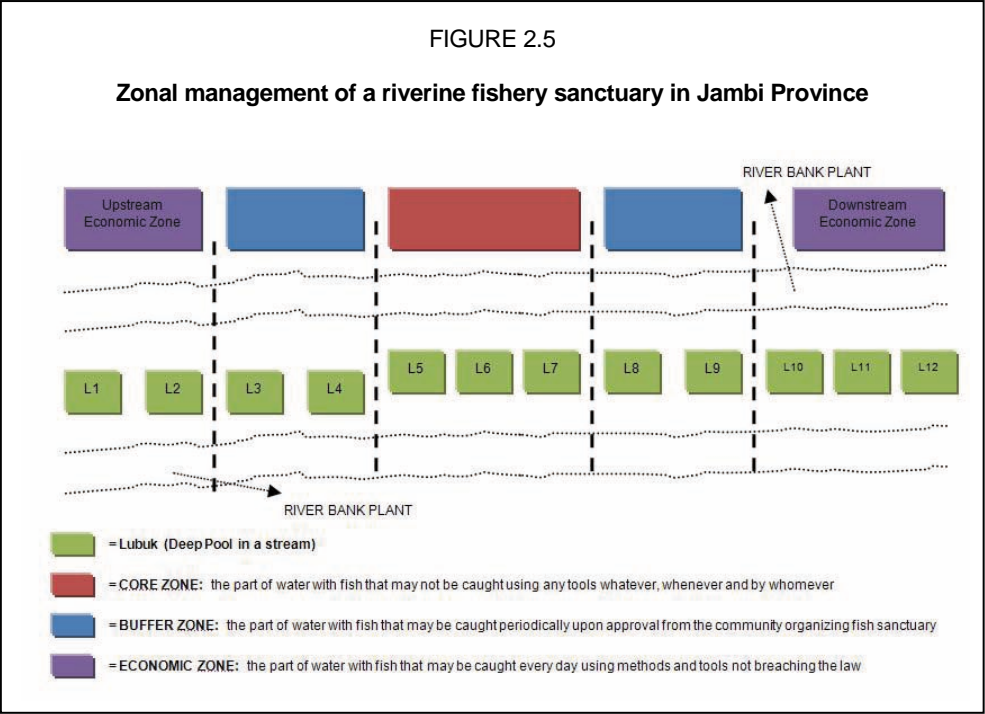 FIGURE 2.5
Zonal management of a riverine fishery sanctuary in Jambi Province
RIVER BANK PLANT
Upstream
Economic Zone
Downstream
Economic Zone
L1
L2
L3
L4
L5
L6
L7
L8
L9
L10
L11
L12
RIVER BANK PLANT
= Lubuk (Deep Pool in a stream)
= CORE ZONE: the part of water with fish that may not be caught using any tools whatever, whenever and by whomever
= BUFFER ZONE: the part of water with fish that may be caught periodically upon approval from the community organizing fish sanctuary
= ECONOMIC ZONE: the part of water with fish that may be caught every day using methods and tools not breaching the law